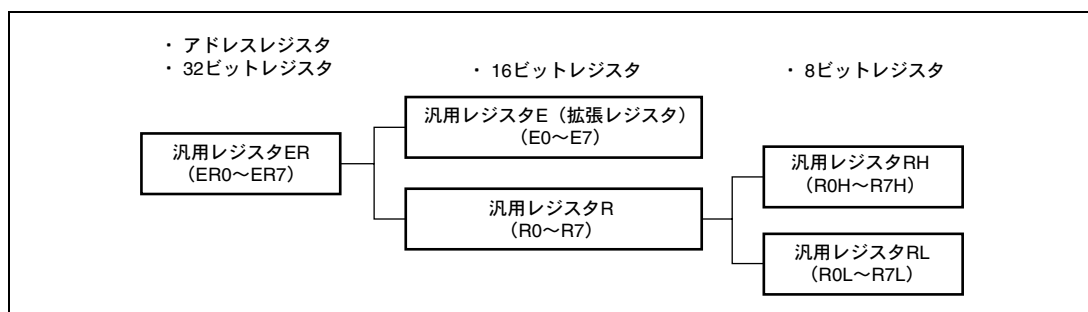 ・ アドレスレジスタ
・ 32ビットレジスタ
・ 16ビットレジスタ
・ 8ビットレジスタ
汎用レジスタER
(ER0～ER7)
汎用レジスタE（拡張レジスタ）
(E0～E7)
汎用レジスタR
(R0～R7)
汎用レジスタRH
(R0H～R7H)
汎用レジスタRL
(R0L～R7L)